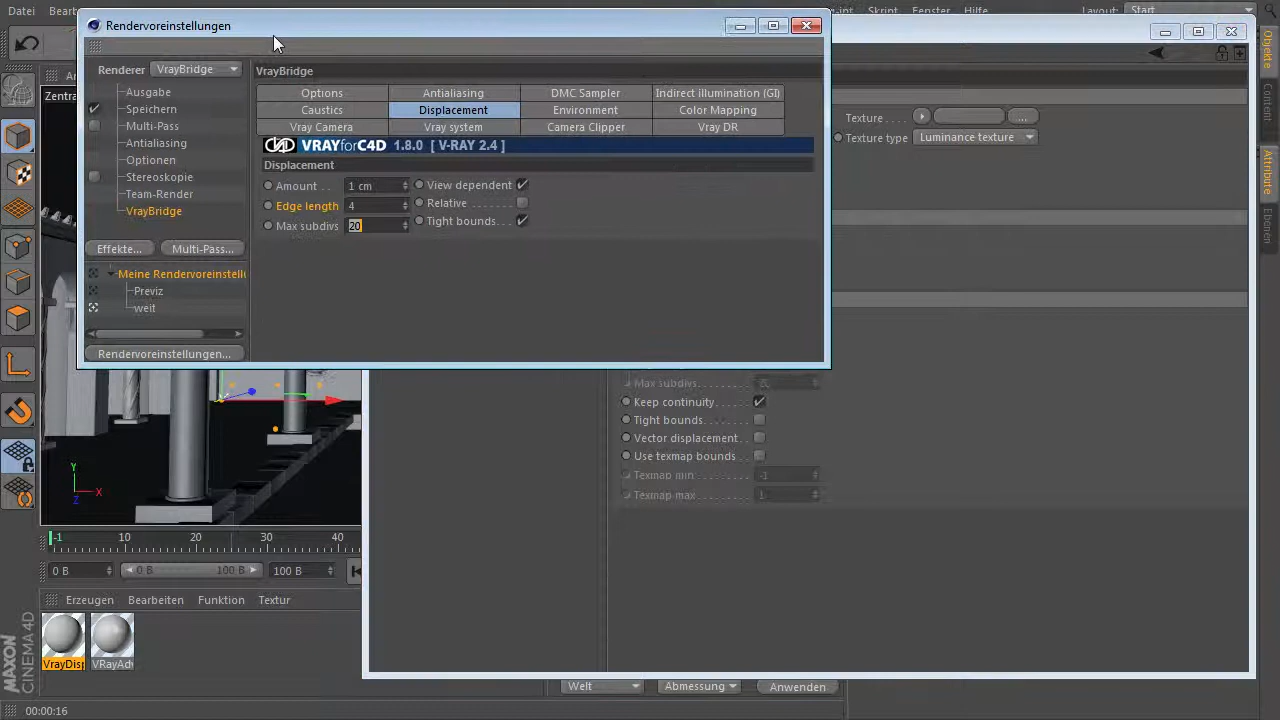 Datei
Bearb
Skript
Fenster
Hilfe
Layout:
Start
Rendervoreinstellungen
Renderer
VrayBridge
Ausgabe
Speichern
Multi-Pass
Antialiasing
Optionen
Stereoskopie
Team-Render
VrayBridge
Effekte...
Multi-Pass...
Meine Rendervoreinstellu
Previz
weit
Rendervoreinstellungen...
VrayBridge
Options Antialiasing DMC Sampler Indirect illumination (GI)
Caustics Displacement Environment Color Mapping
Vray Camera Vray system Camera Clipper Vray DR
VRAYforC4D 1.8.0 [ V-RAY 2.4 ]
Displacement
Amount . . 1 cm View dependent
Edge length 4 Relative
Max subdivs 20 Tight bounds. . .
Texture
...
Texture type Luminance texture
Max subdivs.
Keep continuity
Tight bounds
Vector displacement
Use texmap bounds
Texmap min -1
Texmap max 1
Zentra
Y
X
Z
-1 10 20 30 40
0 B 0 B 100 B 100 B
Erzeugen Bearbeiten Funktion Textur
VrayDisp
VRayAdv
Welt Abmessung Anwenden
00:00:16
MAXON
CINEMA 4D
Objekte
Content
Attribute
Ebenen